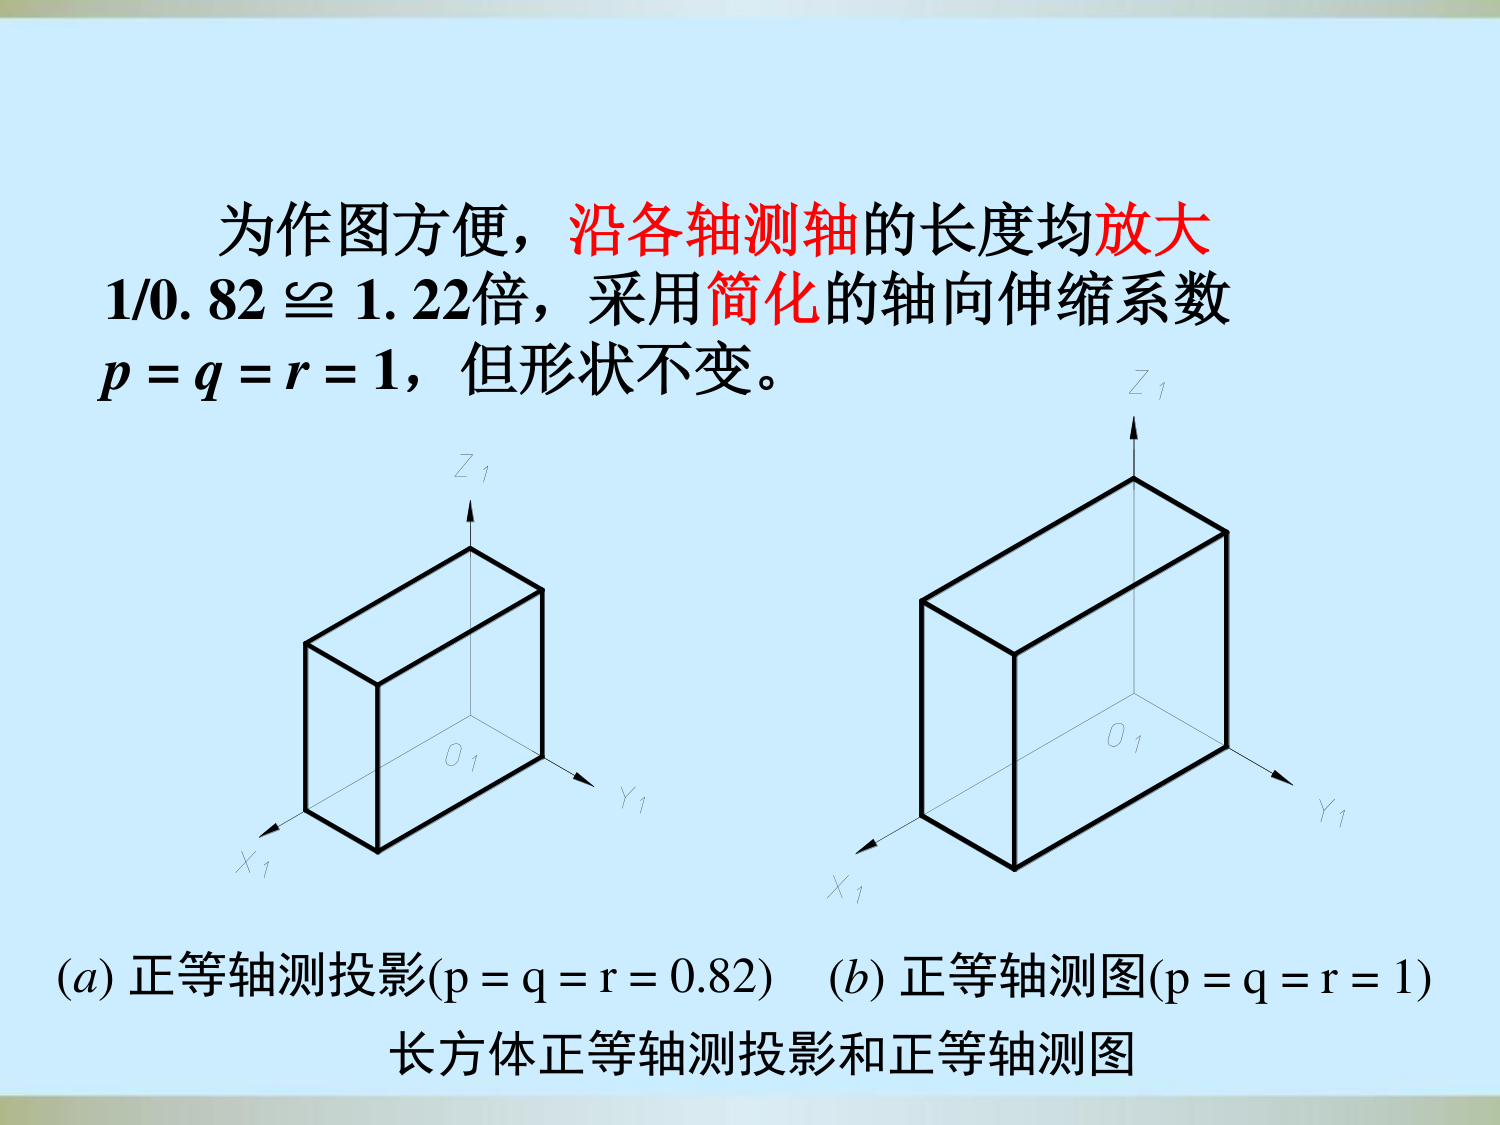 为作图方便，沿各轴测轴的长度均放大
1/0. 82 ≌ 1. 22倍，采用简化的轴向伸缩系数
p = q = r = 1，但形状不变。
Z1
Z1
O1
O1
Y1
Y1
X1
X1
(a) 正等轴测投影(p = q = r = 0.82)
(b) 正等轴测图(p = q = r = 1)
长方体正等轴测投影和正等轴测图